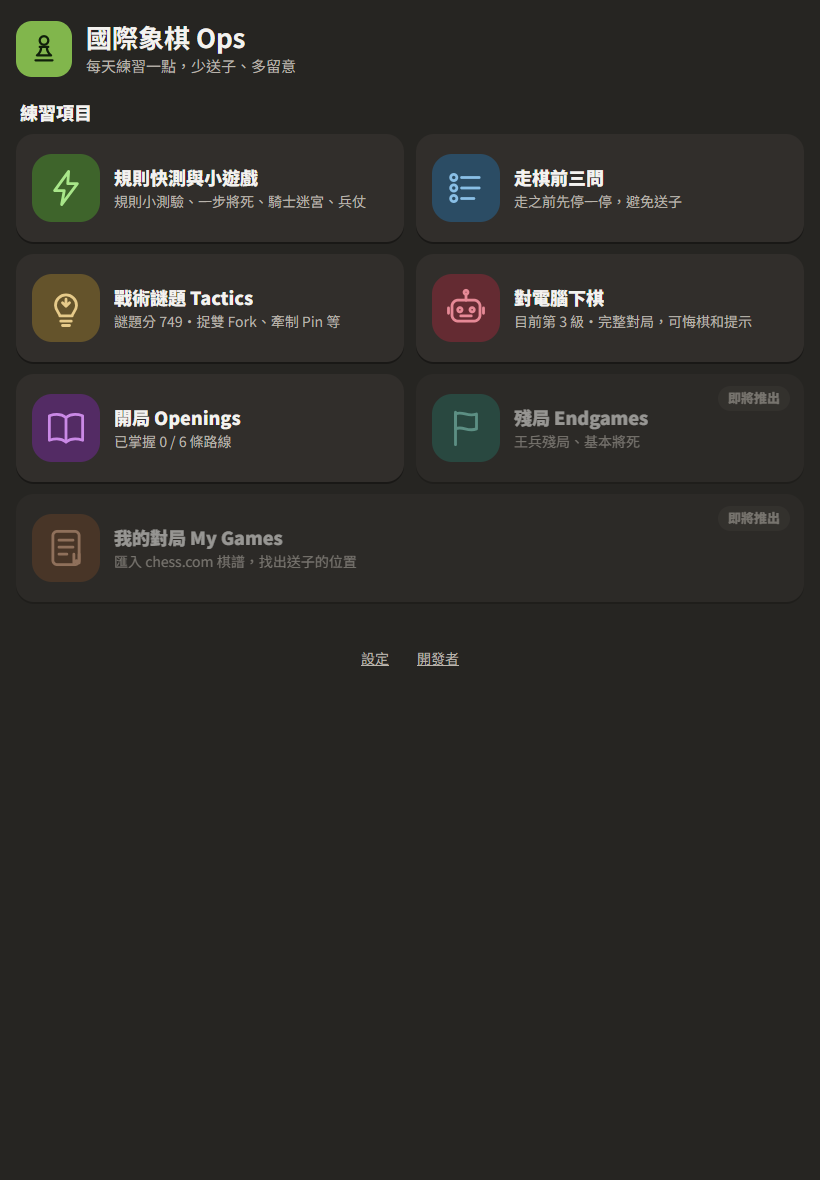 國際象棋 Ops
每天練習一點，少送子、多留意
練習項目
規則快測與小遊戲
規則小測驗、一步將死、騎士迷宮、兵仗
走棋前三問
走之前先停一停，避免送子
戰術謎題 Tactics
謎題分 749・捉雙 Fork、牽制 Pin 等
對電腦下棋
目前第 3 級・完整對局，可悔棋和提示
開局 Openings
已掌握 0 / 6 條路線
即將推出
殘局 Endgames
王兵殘局、基本將死
即將推出
我的對局 My Games
匯入 chess.com 棋譜，找出送子的位置
設定
開發者